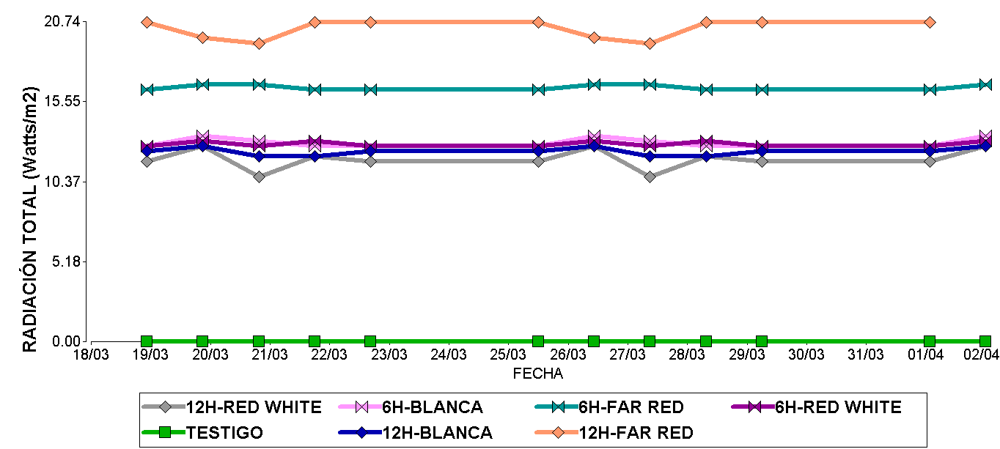 20.74
15.55
10.37
5.18
0.00
RADIACIÓN TOTAL (Watts/m2)
18/03 19/03 20/03 21/03 22/03 23/03 24/03 25/03 26/03 27/03 28/03 29/03 30/03 31/03 01/04 02/04
FECHA
12H-RED WHITE 6H-BLANCA 6H-FAR RED 6H-RED WHITE
TESTIGO 12H-BLANCA 12H-FAR RED